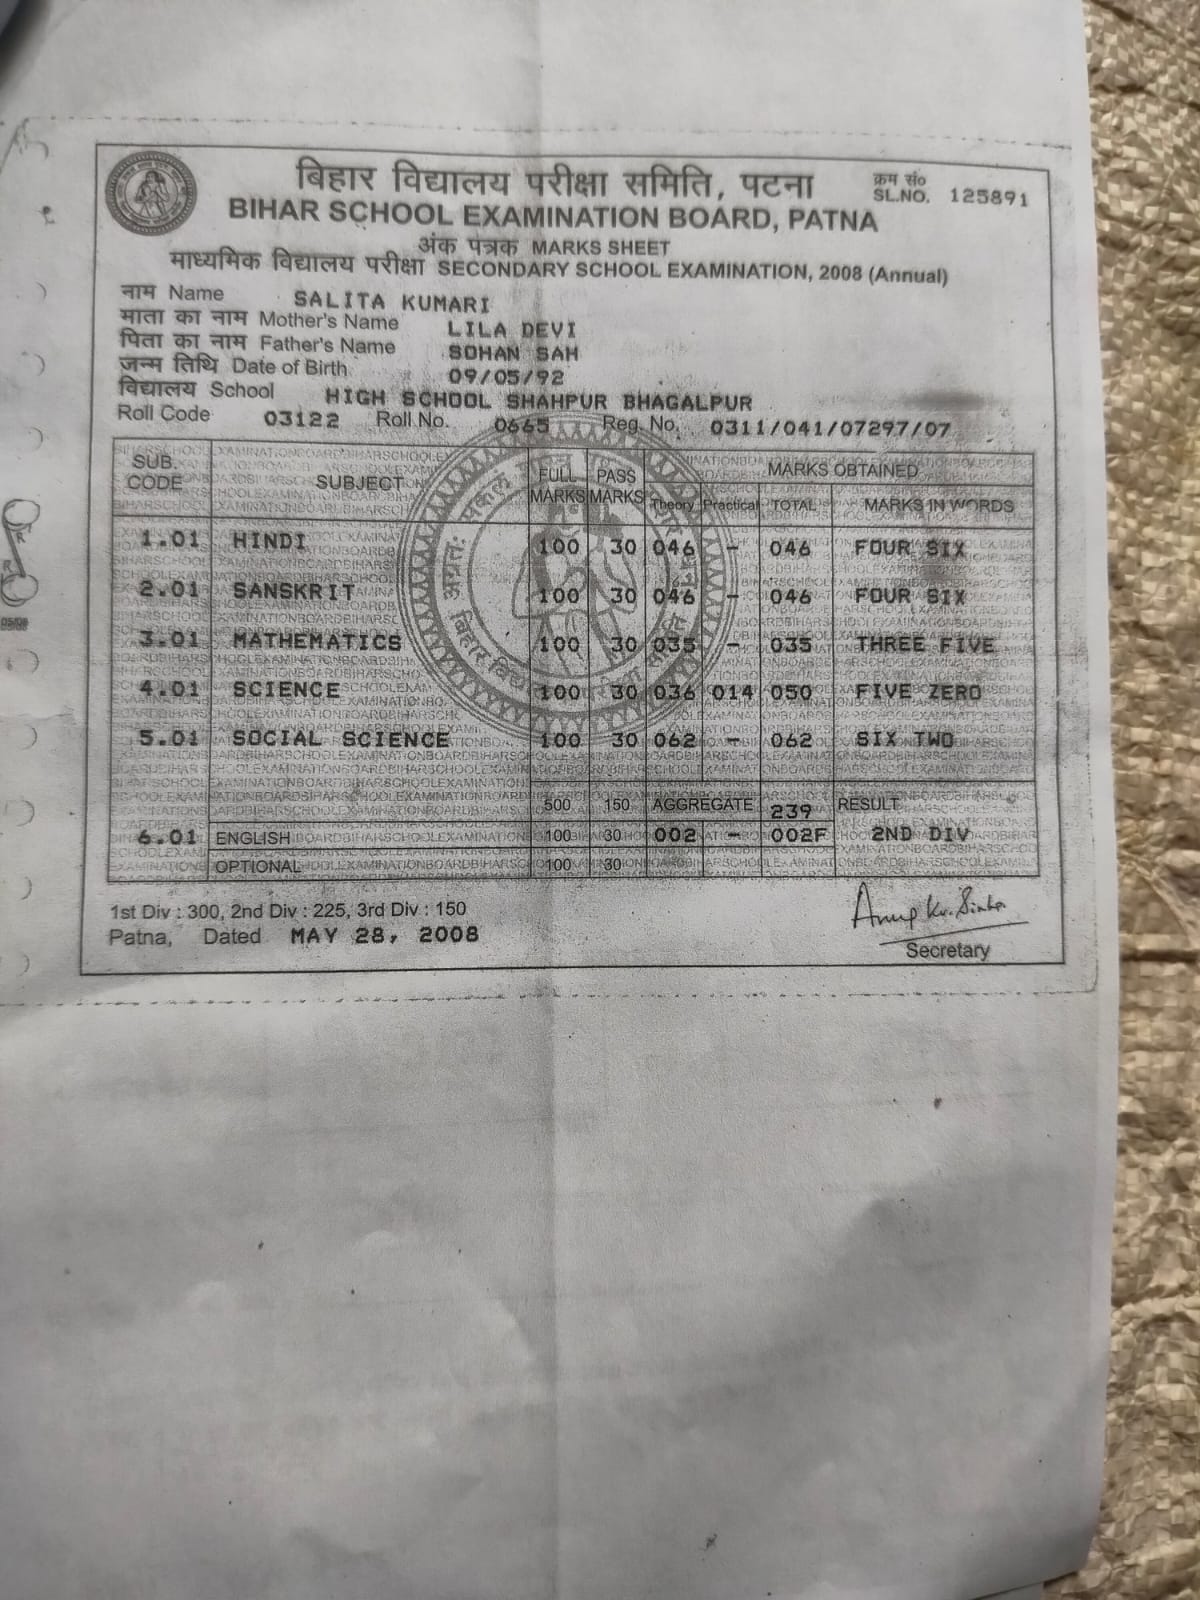 बिहार विद्यालय परीक्षा समिति, पटना
क्रम सं०
SL.NO. 125891
BIHAR SCHOOL EXAMINATION BOARD, PATNA
अंक पत्रक MARKS SHEET
माध्यमिक विद्यालय परीक्षा SECONDARY SCHOOL EXAMINATION, 2008 (Annual)
नाम Name SALITA KUMARI
माता का नाम Mother's Name LILA DEVI
पिता का नाम Father's Name SOHAN SAH
जन्म तिथि Date of Birth 09/05/92
विद्यालय School HIGH SCHOOL SHAHPUR BHAGALPUR
Roll Code 03122 Roll No. 0665 Reg. No. 0311/041/07297/07
SUB. CODE SUBJECT FULL MARKS PASS MARKS MARKS OBTAINED
Theory Practical TOTAL MARKS IN WORDS
1.01 HINDI 100 30 046 - 046 FOUR SIX
2.01 SANSKRIT 100 30 046 - 046 FOUR SIX
3.01 MATHEMATICS 100 30 035 - 035 THREE FIVE
4.01 SCIENCE 100 30 036 014 050 FIVE ZERO
5.01 SOCIAL SCIENCE 100 30 062 - 062 SIX TWO
500 150 AGGREGATE 239 RESULT
6.01 ENGLISH 100 30 002 - 002F 2ND DIV
OPTIONAL 100 30
1st Div : 300, 2nd Div : 225, 3rd Div : 150
Patna, Dated MAY 28, 2008
Anup Kr. Sinha
Secretary